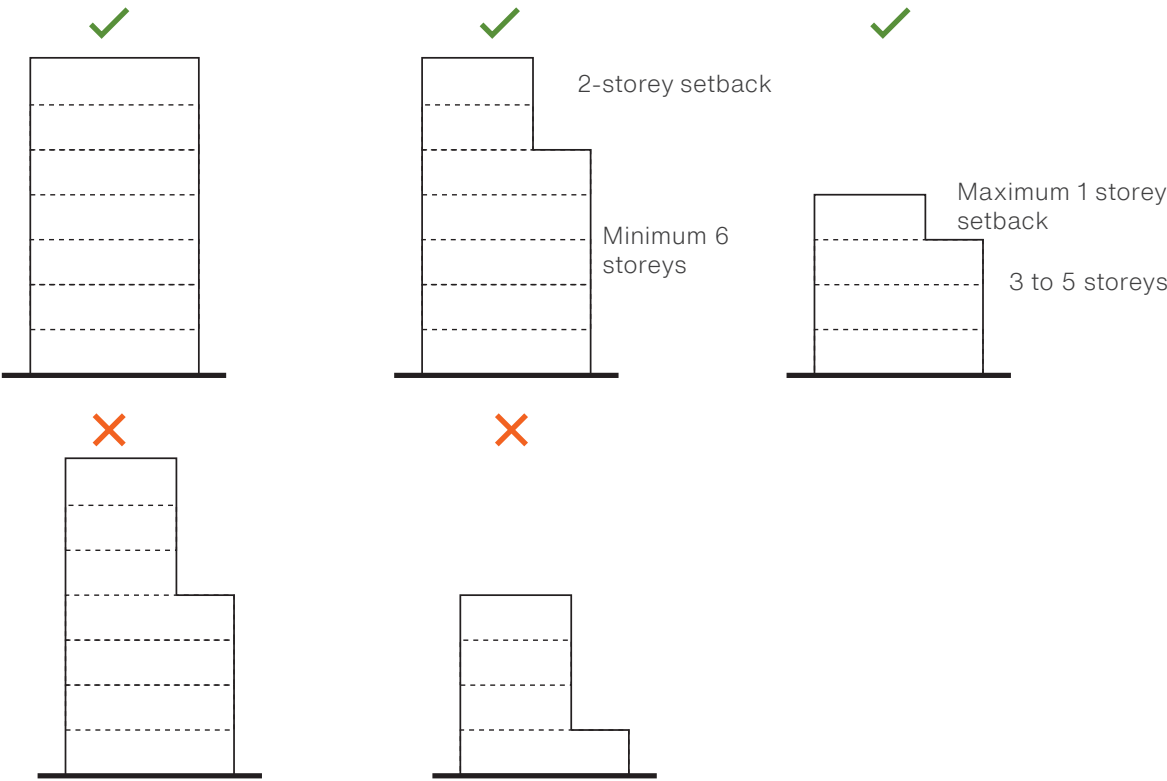 2-storey setback
Minimum 6
storeys
Maximum 1 storey
setback
3 to 5 storeys